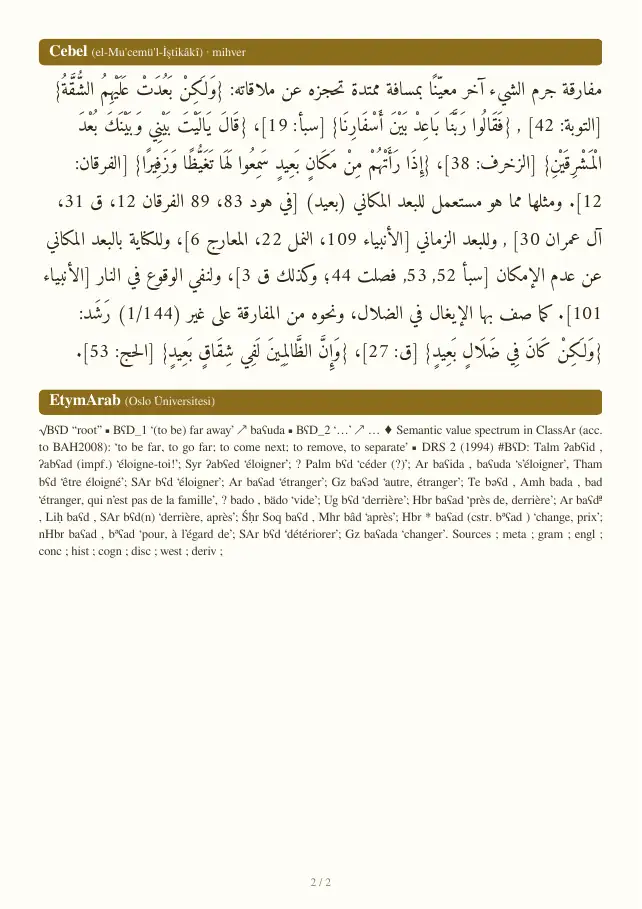 Cebel (el-Mu'cemü'l-İştikâkî) · mihver
مفارقة جرم الشيء آخر معيّنًا بمسافة ممتدة تحجزه عن ملاقاته: {وَلَكِنْ بَعُدَتْ عَلَيْهِمُ الشُّقَّةُ}
[التوبة: 42] , {فَقَالُوا رَبَّنَا بَاعِدْ بَيْنَ أَسْفَارِنَا} [سبأ: 19]، {قَالَ يَالَيْتَ بَيْنِي وَبَيْنَكَ بُعْدَ
الْمَشْرِقَيْنِ} [الزخرف: 38]، {إِذَا رَأَتْهُمْ مِنْ مَكَانٍ بَعِيدٍ سَمِعُوا لَهَا تَغَيُّظًا وَزَفِيرًا} [الفرقان:
12]. ومثلها مما هو مستعمل للبعد المكاني (بعيد) [في هود 83، 89 الفرقان 12، ق 31،
آل عمران 30] , وللبعد الزماني [الأنبياء 109، النمل 22، المعارج 6]، وللكناية بالبعد المكاني
عن عدم الإمكان [سبأ 52, 53, فصلت 44؛ وكذلك ق 3]، ولنفي الوقوع في النار [الأنبياء
101]. كما صف بها الإيغال في الضلال، ونحوه من المفارقة على غير (1/144) رَشَد:
{وَلَكِنْ كَانَ فِي ضَلَالٍ بَعِيدٍ} [ق: 27]، {وَإِنَّ الظَّالِمِينَ لَفِي شِقَاقٍ بَعِيدٍ} [الحج: 53].
EtymArab (Oslo Üniversitesi)
√BʕD “root” ▪ BʕD_1 ‘(to be) far away’ ↗ baʕuda ▪ BʕD_2 ‘…’ ↗ … ♦ Semantic value spectrum in ClassAr (acc.
to BAH2008): ‘to be far, to go far; to come next; to remove, to separate’ ▪ DRS 2 (1994) #BʕD: Talm ʔabʕid ,
ʔabʕad (impf.) ‘éloigne-toi!’; Syr ʔabʕed ‘éloigner’; ? Palm bʕd ‘céder (?)’; Ar baʕida , baʕuda ‘s’éloigner’, Tham
bʕd ‘être éloigné’; SAr bʕd ‘éloigner’; Ar baʕad ‘étranger’; Gz baʕəd ‘autre, étranger’; Te bəʕd , Amh bada , bad
‘étranger, qui n’est pas de la famille’, ? bado , bädo ‘vide’; Ug bʕd ‘derrière’; Hbr baʕad ‘près de, derrière’; Ar baʕdᵃ
, Liḥ baʕd , SAr bʕd(n) ‘derrière, après’; Śḥr Soq baʕd , Mhr bâd ‘après’; Hbr * baʕad (cstr. bᵃʕad ) ‘change, prix’;
nHbr baʕad , bᵃʕad ‘pour, à l’égard de’; SAr bʕd ‘détériorer’; Gz baʕada ‘changer’. Sources ; meta ; gram ; engl ;
conc ; hist ; cogn ; disc ; west ; deriv ;
2 / 2